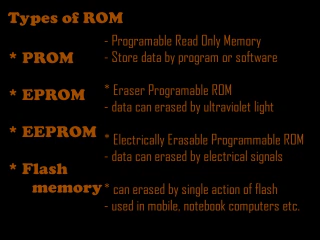 Types of ROM
* PROM
- Programable Read Only Memory
- Store data by program or software
* EPROM
* Eraser Programable ROM
- data can erased by ultraviolet light
* EEPROM
* Electrically Erasable Programmable ROM
- data can erased by electrical signals
* Flash
memory
* can erased by single action of flash
- used in mobile, notebook computers etc.